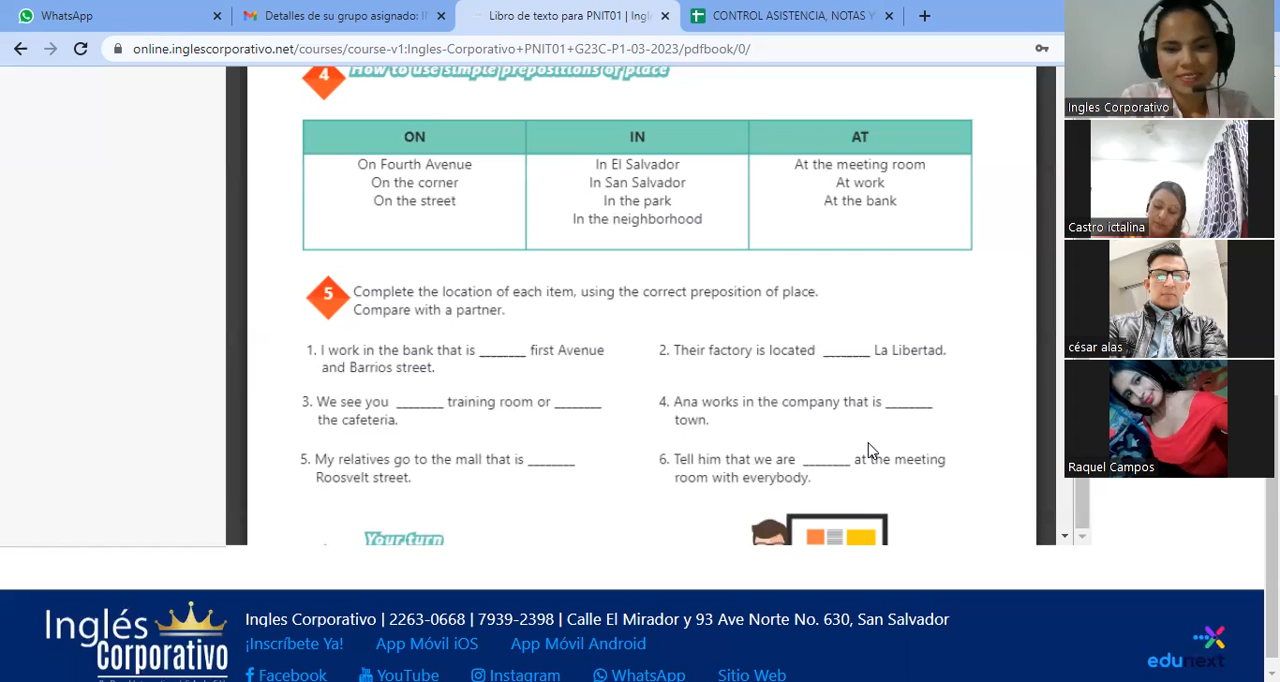 WhatsApp
Detalles de su grupo asignado: I
Libro de texto para PNIT01 | Ingl
CONTROL ASISTENCIA, NOTAS Y
online.inglescorporativo.net/courses/course-v1:Ingles-Corporativo+PNIT01+G23C-P1-03-2023/pdfbook/0/
4 How to use simple prepositions of place
ON IN AT
On Fourth Avenue In El Salvador At the meeting room
On the corner In San Salvador At work
On the street In the park At the bank
In the neighborhood
5 Complete the location of each item, using the correct preposition of place.
Compare with a partner.
1. I work in the bank that is _______ first Avenue
and Barrios street.
2. Their factory is located _______ La Libertad.
3. We see you _______ training room or _______
the cafeteria.
4. Ana works in the company that is _______
town.
5. My relatives go to the mall that is _______
Roosvelt street.
6. Tell him that we are _______ at the meeting
room with everybody.
Your turn
Ingles Corporativo
Castro ictalina
césar alas
Raquel Campos
Inglés
Corporativo
Ingles Corporativo | 2263-0668 | 7939-2398 | Calle El Mirador y 93 Ave Norte No. 630, San Salvador
¡Inscríbete Ya! App Móvil iOS App Móvil Android
Facebook YouTube Instagram WhatsApp Sitio Web
edunext